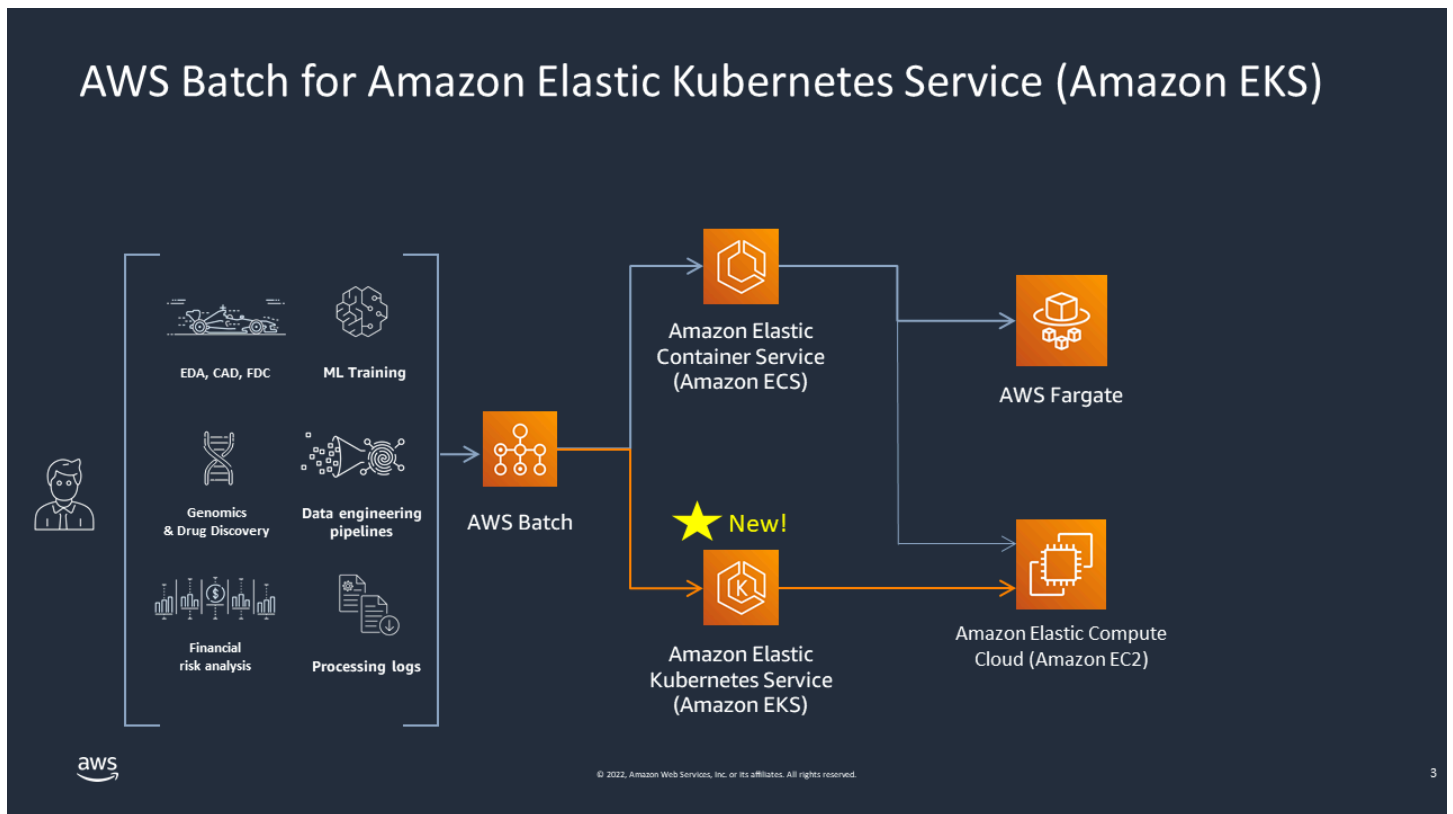 AWS Batch for Amazon Elastic Kubernetes Service (Amazon EKS)
EDA, CAD, FDC
ML Training
Genomics
& Drug Discovery
Data engineering
pipelines
Financial
risk analysis
Processing logs
AWS Batch
Amazon Elastic
Container Service
(Amazon ECS)
New!
K
Amazon Elastic
Kubernetes Service
(Amazon EKS)
AWS Fargate
Amazon Elastic Compute
Cloud (Amazon EC2)
aws
© 2022, Amazon Web Services, Inc. or its affiliates. All rights reserved.
3